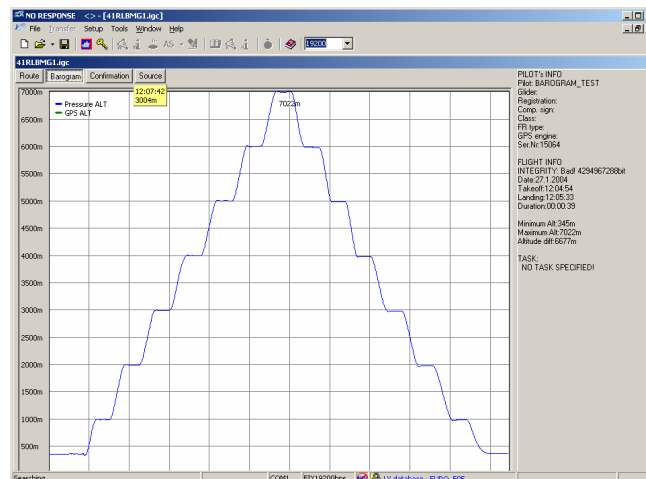 NO RESPONSE <> - [41RLBMG1.igc]
File Transfer Setup Tools Window Help
AS
19200
41RLBMG1.igc
Route Barogram Confirmation Source
12:07:42
3004m
7000m
Pressure ALT
GPS ALT
7022m
6500m
6000m
5500m
5000m
4500m
4000m
3500m
3000m
2500m
2000m
1500m
1000m
500m
PILOT's INFO
Pilot: BAROGRAM_TEST
Glider:
Registration:
Comp. sign:
Class:
FR type:
GPS engine:
Ser.Nr:15064
FLIGHT INFO
INTEGRITY: Bad! 4294967288bit
Date:27.1.2004
Takeoff:12:04:54
Landing:12:05:33
Duration:00:00:39
Minimum Alt:345m
Maximum Alt:7022m
Altitude diff:6677m
TASK:
NO TASK SPECIFIED!
Searching COM1